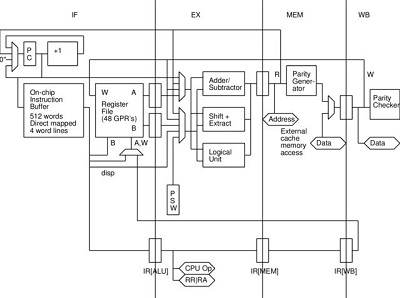 IF
EX
MEM
WB
0"
P
C
+1
On-chip
Instruction
Buffer
512 words
Direct mapped
4 word lines
W
A
Register
File
(48 GPR's)
B
B
A,W
disp
P
S
W
Adder/
Subtractor
Shift +
Extract
Logical
Unit
R
Parity
Gener-
ator
Address
External
cache
memory
access
Data
W
Parity
Checker
Data
IR[ALU]
IR[MEM]
IR[WB]
CPU Op
RR|RA